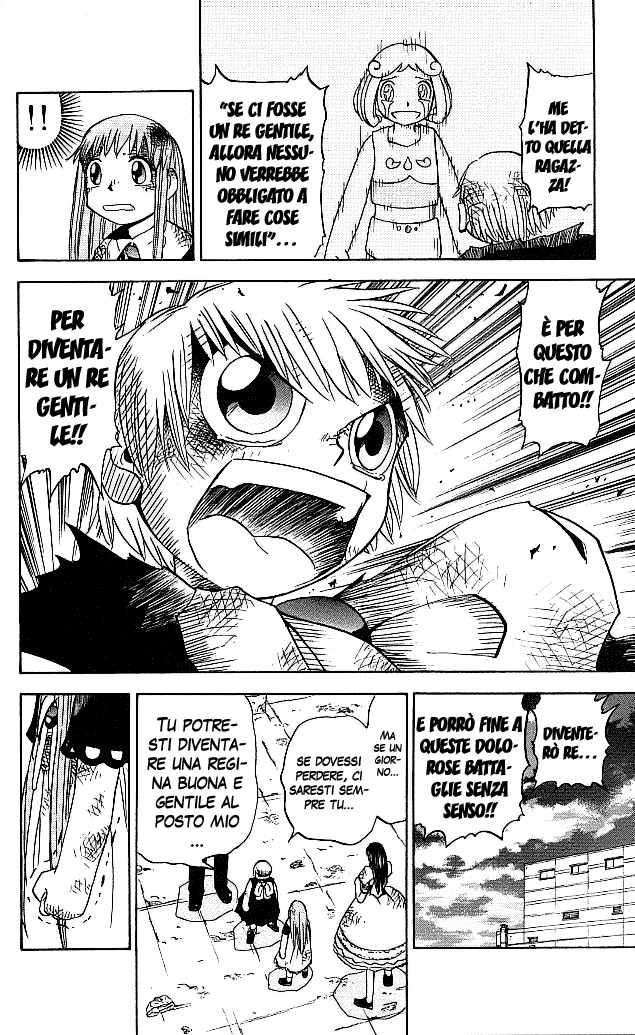 ME
L'HA DET-
TO QUELLA
RAGAZ-
ZA!
"SE CI FOSSE
UN RE GENTILE,
ALLORA NESSU-
NO VERREBBE
OBBLIGATO A
FARE COSE
SIMILI"...
!!
È PER
QUESTO
CHE COM-
BATTO!!
PER
DIVENTA-
RE UN RE
GENTI-
LE!!
DIVENTE-
RÒ RE...
E PORRÒ FINE A
QUESTE DOLO-
ROSE BATTA-
GLIE SENZA
SENSO!!
MA
SE UN
GIOR-
NO...
SE DOVESSI
PERDERE, CI
SARESTI SEM-
PRE TU...
TU POTRE-
STI DIVENTA-
RE UNA REGI-
NA BUONA E
GENTILE AL
POSTO MIO
...